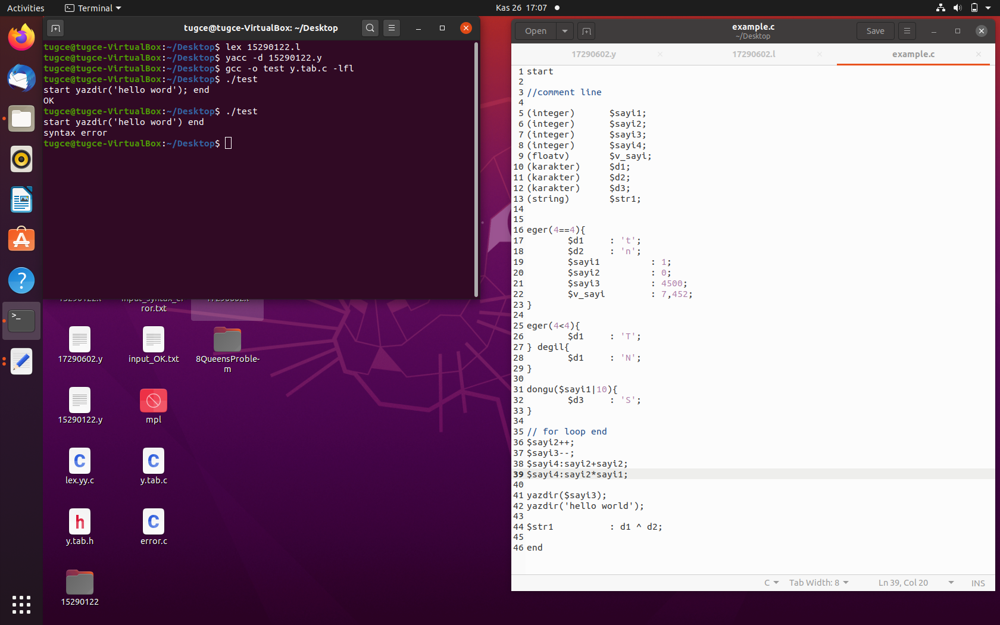 Activities
Terminal
Kas 26 17:07
tugce@tugce-VirtualBox: ~/Desktop
tugce@tugce-VirtualBox:~/Desktop$ lex 15290122.l
tugce@tugce-VirtualBox:~/Desktop$ yacc -d 15290122.y
tugce@tugce-VirtualBox:~/Desktop$ gcc -o test y.tab.c -lfl
tugce@tugce-VirtualBox:~/Desktop$ ./test
start yazdir('hello word'); end
OK
tugce@tugce-VirtualBox:~/Desktop$ ./test
start yazdir('hello word') end
syntax error
tugce@tugce-VirtualBox:~/Desktop$
15290122.l
input_syntax_er
ror.txt
17290602.l
17290602.y
input_OK.txt
8QueensProble-
m
15290122.y
mpl
lex.yy.c
y.tab.c
y.tab.h
error.c
15290122
Open
example.c
~/Desktop
Save
17290602.y
17290602.l
example.c
1 start
2
3 //comment line
4
5 (integer) $sayi1;
6 (integer) $sayi2;
7 (integer) $sayi3;
8 (integer) $sayi4;
9 (floatv) $v_sayi;
10 (karakter) $d1;
11 (karakter) $d2;
12 (karakter) $d3;
13 (string) $str1;
14
15
16 eger(4==4){
17 $d1 : 't';
18 $d2 : 'n';
19 $sayi1 : 1;
20 $sayi2 : 0;
21 $sayi3 : 4500;
22 $v_sayi : 7,452;
23 }
24
25 eger(4<4){
26 $d1 : 'T';
27 } degil{
28 $d1 : 'N';
29 }
30
31 dongu($sayi1|10){
32 $d3 : 'S';
33 }
34
35 // for loop end
36 $sayi2++;
37 $sayi3--;
38 $sayi4:sayi2+sayi2;
39 $sayi4:sayi2*sayi1;
40
41 yazdir($sayi3);
42 yazdir('hello world');
43
44 $str1 : d1 ^ d2;
45
46 end
C
Tab Width: 8
Ln 39, Col 20
INS